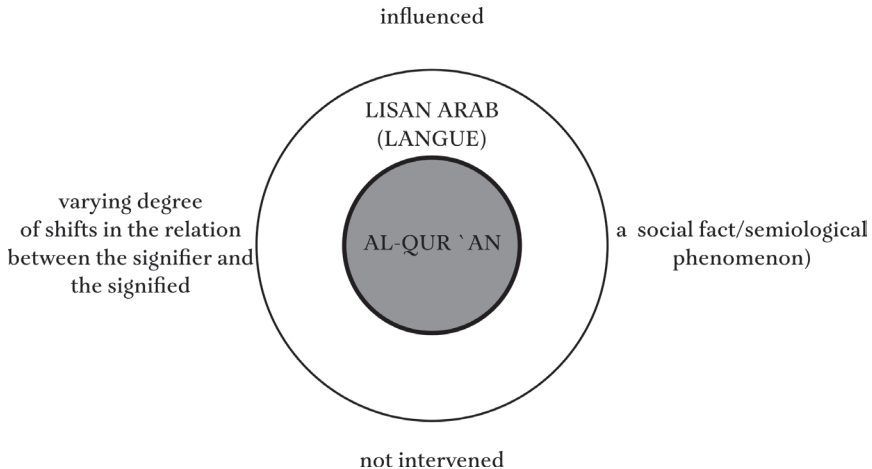 influenced
LISAN ARAB
(LANGUE)
varying degree
of shifts in the relation
between the signifier and
the signified
AL-QUR `AN
a social fact/semiological
phenomenon)
not intervened